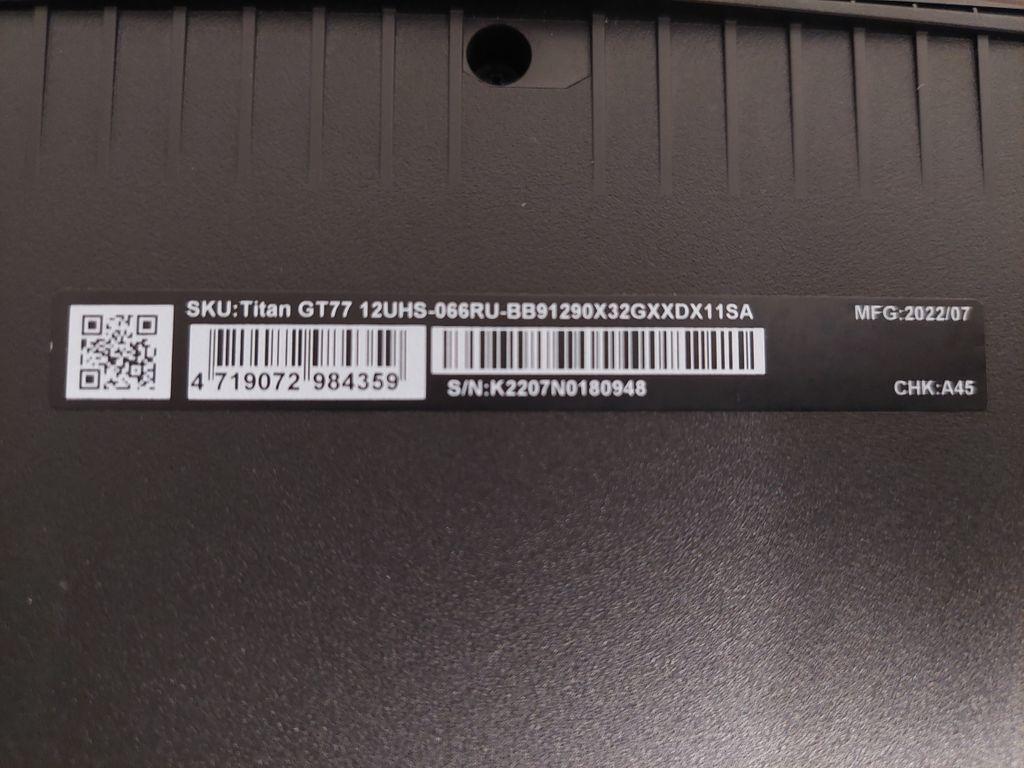 SKU:Titan GT77 12UHS-066RU-BB91290X32GXXDX11SA
MFG:2022/07
4 719072 984359
S/N:K2207N0180948
CHK:A45